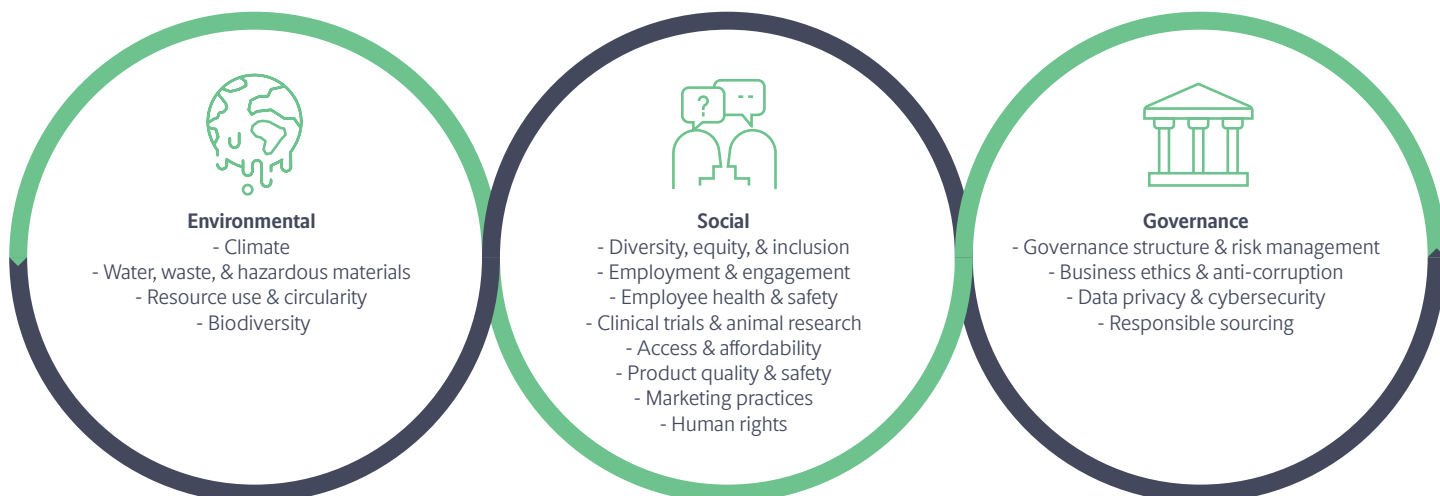 ?
Environmental
- Climate
- Water, waste, & hazardous materials
- Resource use & circularity
- Biodiversity
Social
- Diversity, equity, & inclusion
- Employment & engagement
- Employee health & safety
- Clinical trials & animal research
- Access & affordability
- Product quality & safety
- Marketing practices
- Human rights
Governance
- Governance structure & risk management
- Business ethics & anti-corruption
- Data privacy & cybersecurity
- Responsible sourcing